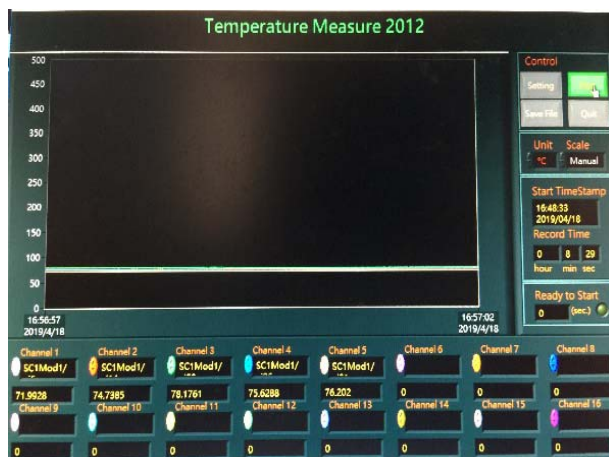 Temperature Measure 2012
500
450
400
350
300
250
200
150
100
50
0
16:56:57
2019/4/18
16:57:02
2019/4/18
Control
Setting
Save File
Quit
Unit Scale
°C Manual
Start TimeStamp
16:48:33
2019/04/18
Record Time
0 8 29
hour min sec
Ready to Start
0 (sec.)
Channel 1 Channel 2 Channel 3 Channel 4 Channel 5 Channel 6 Channel 7 Channel 8
SC1Mod1/ SC1Mod1/ SC1Mod1/ SC1Mod1/ SC1Mod1/
71.9928 74.7385 78.1761 75.6288 76.202 0 0 0
Channel 9 Channel 10 Channel 11 Channel 12 Channel 13 Channel 14 Channel 15 Channel 16
0 0 0 0 0 0 0 0